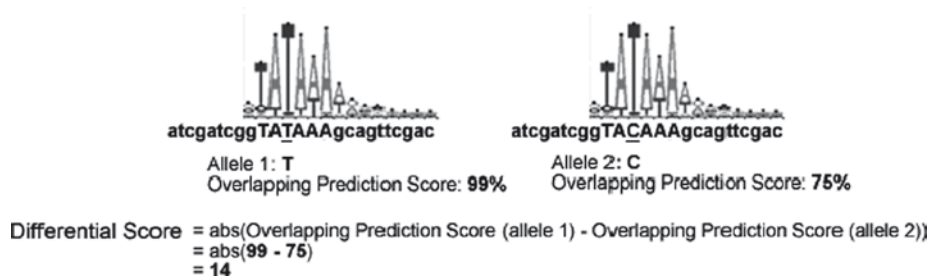 atcgatcggTATAAAgcagttcgac
atcgatcggTACAAAgcagttcgac
Allele 1: T
Overlapping Prediction Score: 99%
Allele 2: C
Overlapping Prediction Score: 75%
Differential Score = abs(Overlapping Prediction Score (allele 1) - Overlapping Prediction Score (allele 2))
= abs(99 - 75)
= 14